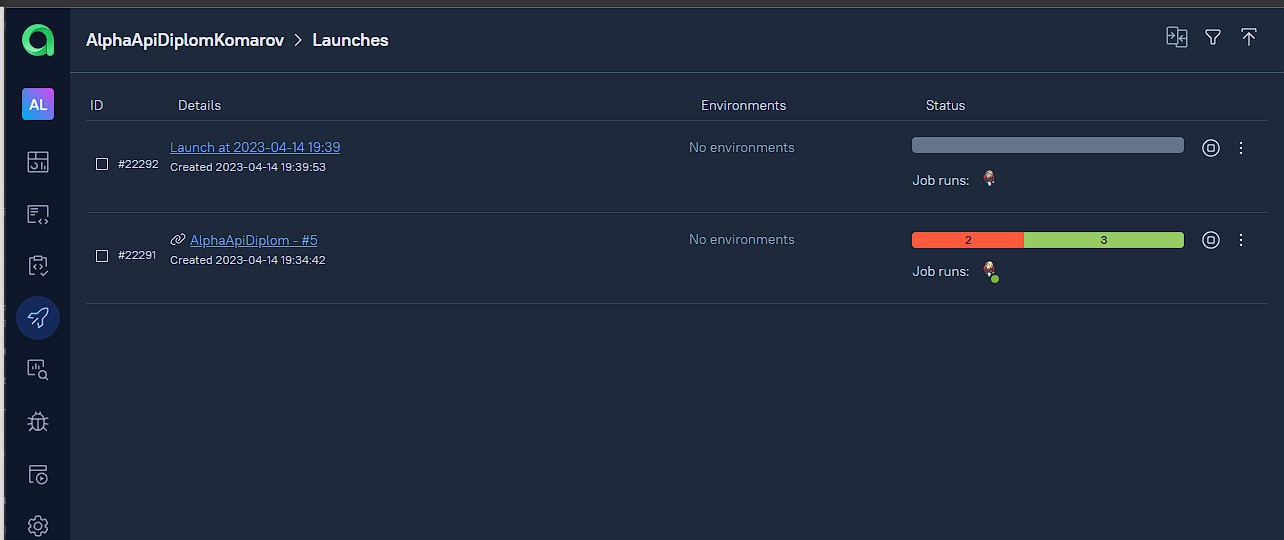 AlphaApiDiplomKomarov > Launches
AL
ID Details Environments Status
#22292 Launch at 2023-04-14 19:39 No environments
Created 2023-04-14 19:39:53
Job runs:
#22291 AlphaApiDiplom - #5 No environments 2 3
Created 2023-04-14 19:34:42
Job runs: